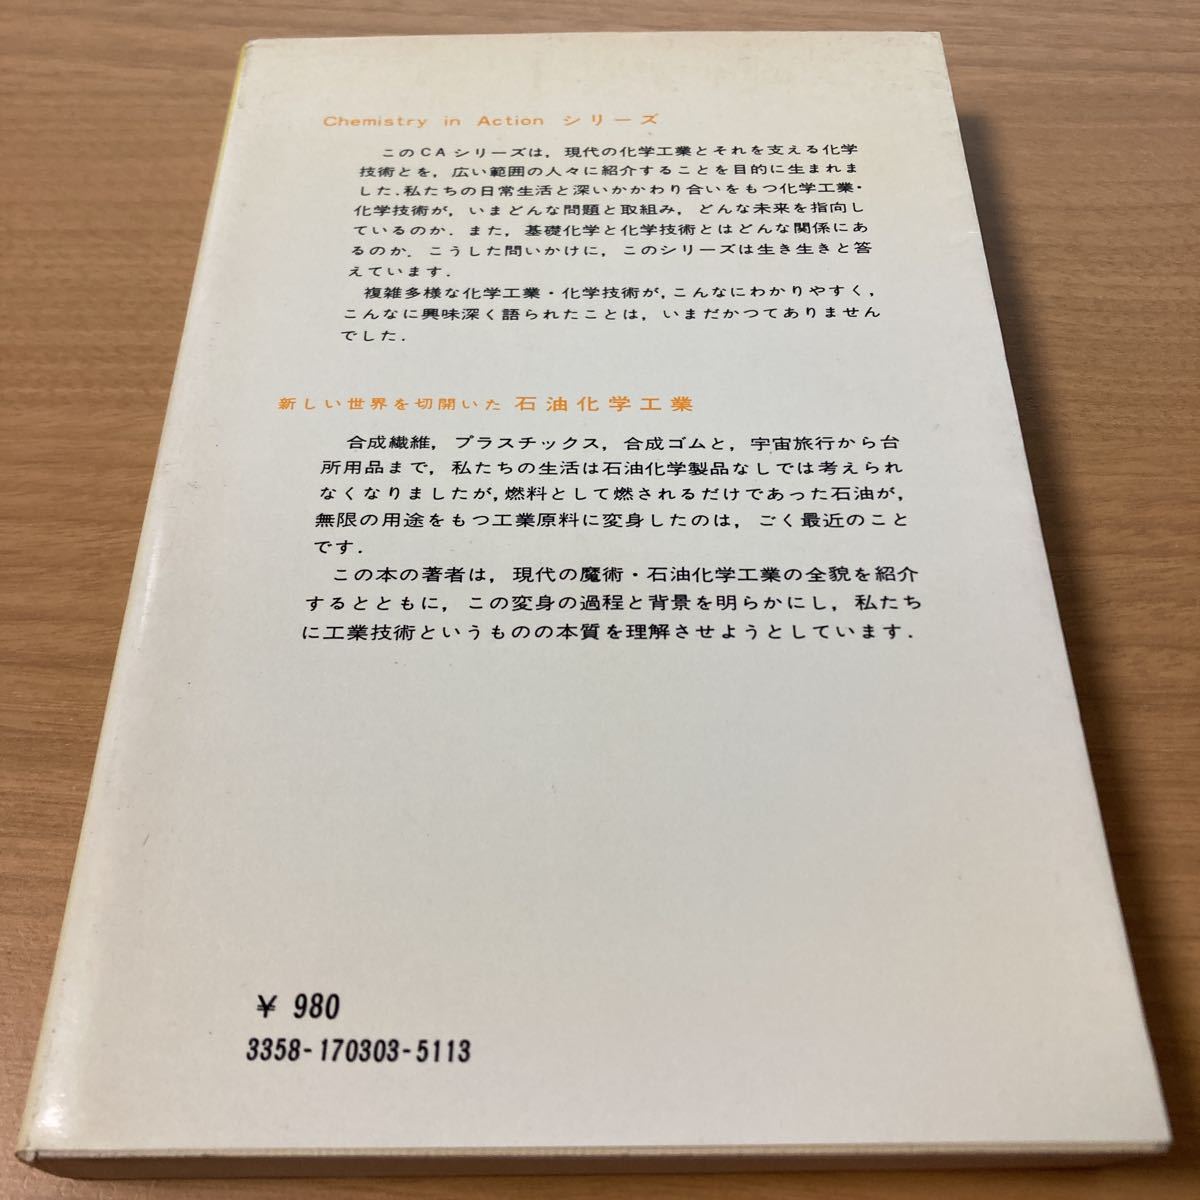 Chemistry in Action シリーズ
このCAシリーズは，現代の化学工業とそれを支える化学
技術とを，広い範囲の人々に紹介することを目的に生まれま
した．私たちの日常生活と深いかかわり合いをもつ化学工業・
化学技術が，いまどんな問題と取組み，どんな未来を指向し
ているのか．また，基礎化学と化学技術とはどんな関係にあ
るのか．こうした問いかけに，このシリーズは生き生きと答
えています．
複雑多様な化学工業・化学技術が，こんなにわかりやすく，
こんなに興味深く語られたことは，いまだかつてありません
でした．
新しい世界を切開いた 石油化学工業
合成繊維，プラスチックス，合成ゴムと，宇宙旅行から台
所用品まで，私たちの生活は石油化学製品なしでは考えられ
なくなりましたが，燃料として燃されるだけであった石油が，
無限の用途をもつ工業原料に変身したのは，ごく最近のこと
です．
この本の著者は，現代の魔術・石油化学工業の全貌を紹介
するとともに，この変身の過程と背景を明らかにし，私たち
に工業技術というものの本質を理解させようとしています．
¥ 980
3358-170303-5113